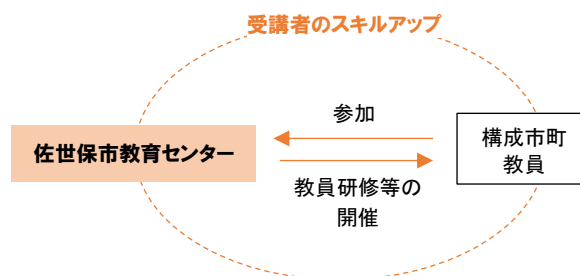 受講者のスキルアップ
参加
佐世保市教育センター
構成市町
教員
教員研修等の
開催